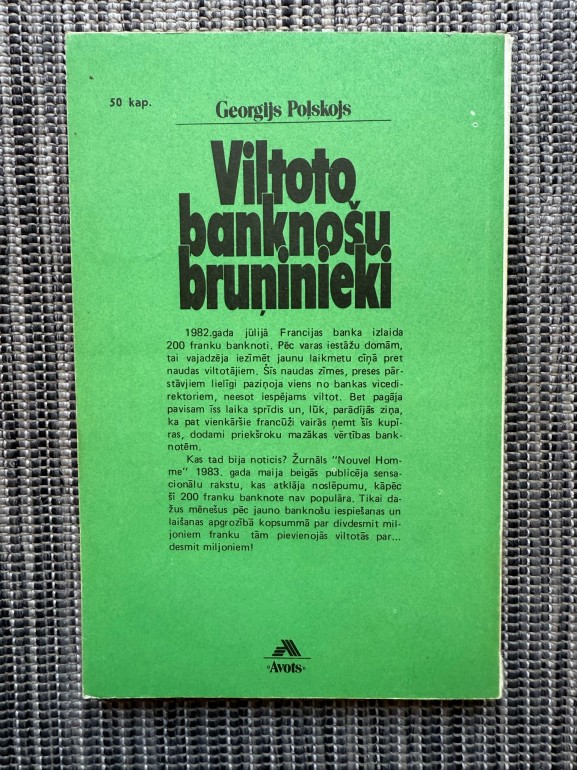 50 kap.
Georgijs Poļskojs
Viltoto
banknošu
bruņinieki
1982.gada jūlijā Francijas banka izlaida
200 franku banknoti. Pēc varas iestāžu domām,
tai vajadzēja iezīmēt jaunu laikmetu cīņā pret
naudas viltotājiem. Šīs naudas zīmes, preses pār-
stāvjiem lielīgi paziņoja viens no bankas vicedi-
rektoriem, neesot iespējams viltot. Bet pagāja
pavisam īss laika sprīdis un, lūk, parādījās ziņa,
ka pat vienkāršie francūži vairās ņemt šīs kupī-
ras, dodami priekšroku mazākas vērtības bank-
notēm.
Kas tad bija noticis? Žurnāls "Nouvel Hom-
me" 1983. gada maija beigās publicēja sensa-
cionālu rakstu, kas atklāja noslēpumu, kāpēc
šī 200 franku banknote nav populāra. Tikai da-
žus mēnešus pēc jauno banknošu iespiešanas un
laišanas apgrozībā kopsummā par divdesmit mil-
joniem franku tām pievienojās viltotās par...
desmit miljoniem!
«Avots»